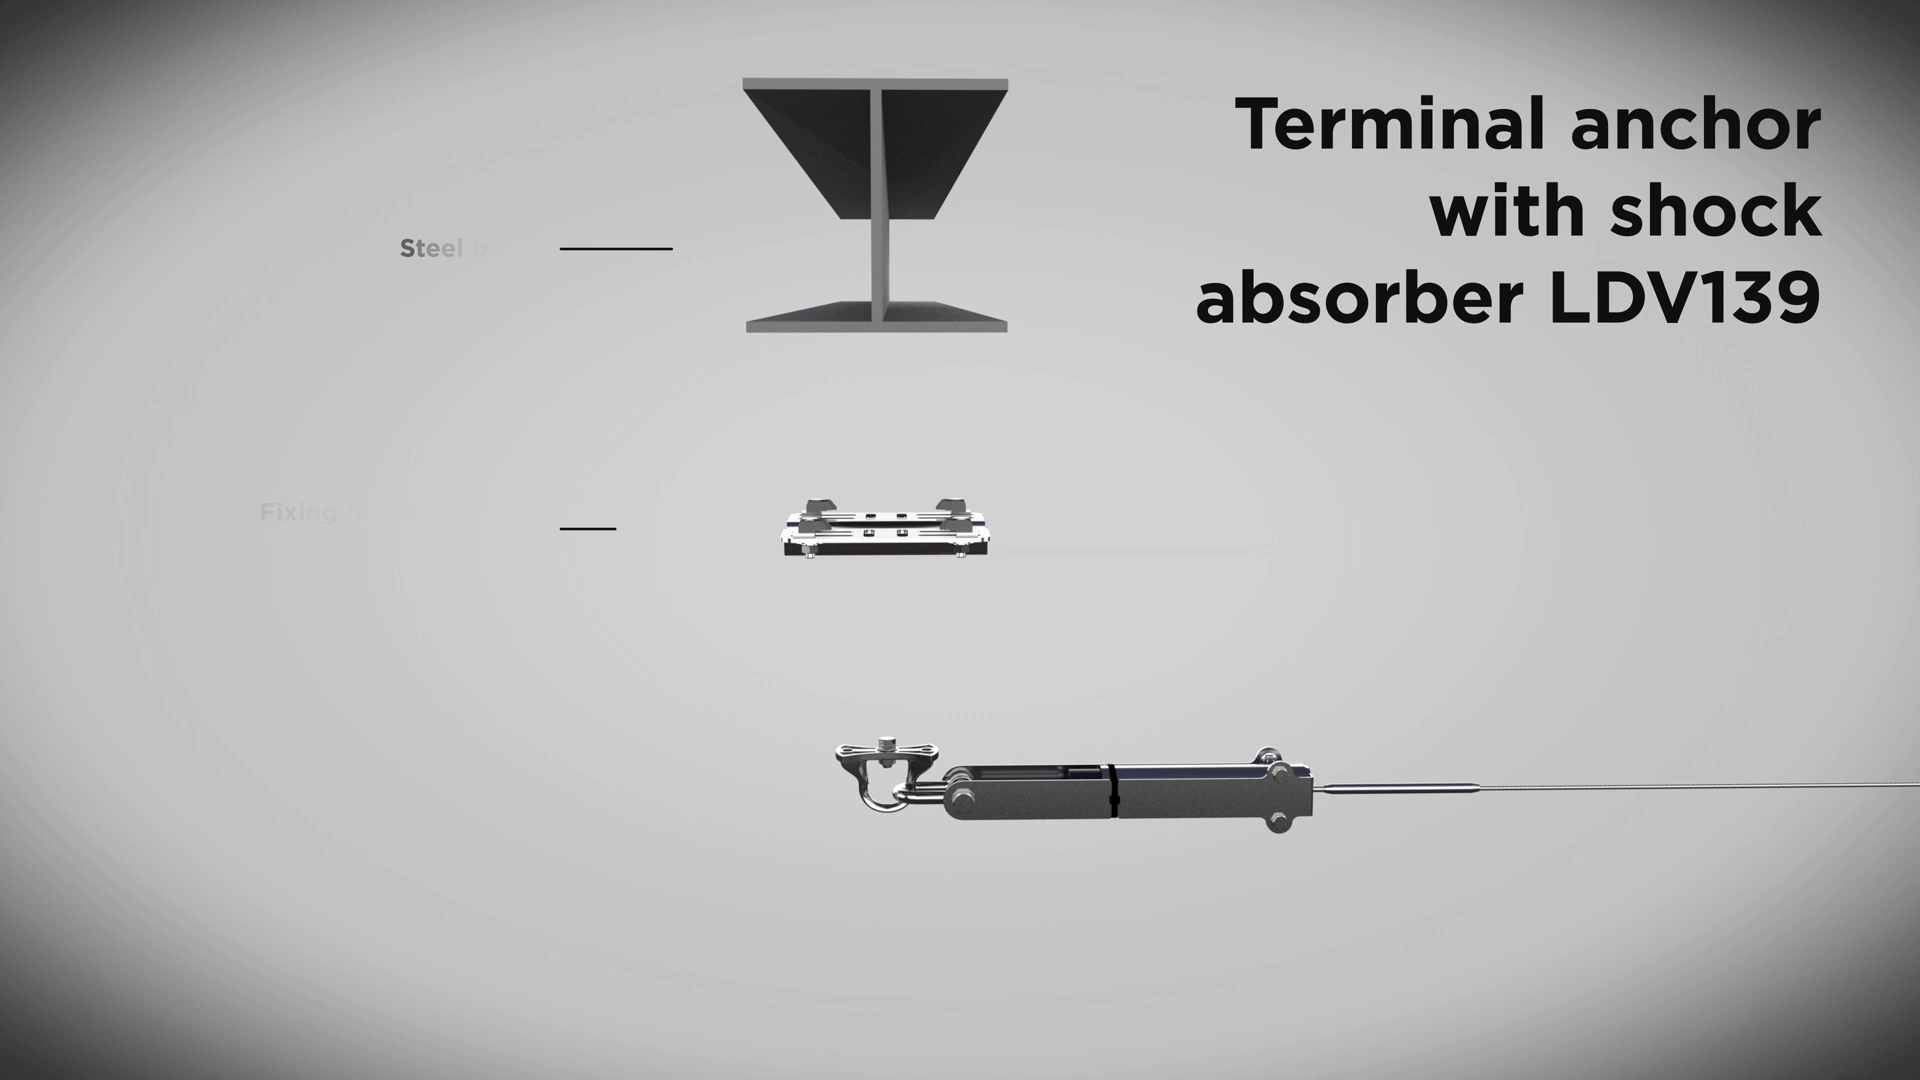 Terminal anchor
with shock
absorber LDV139
Steel b
Fixing